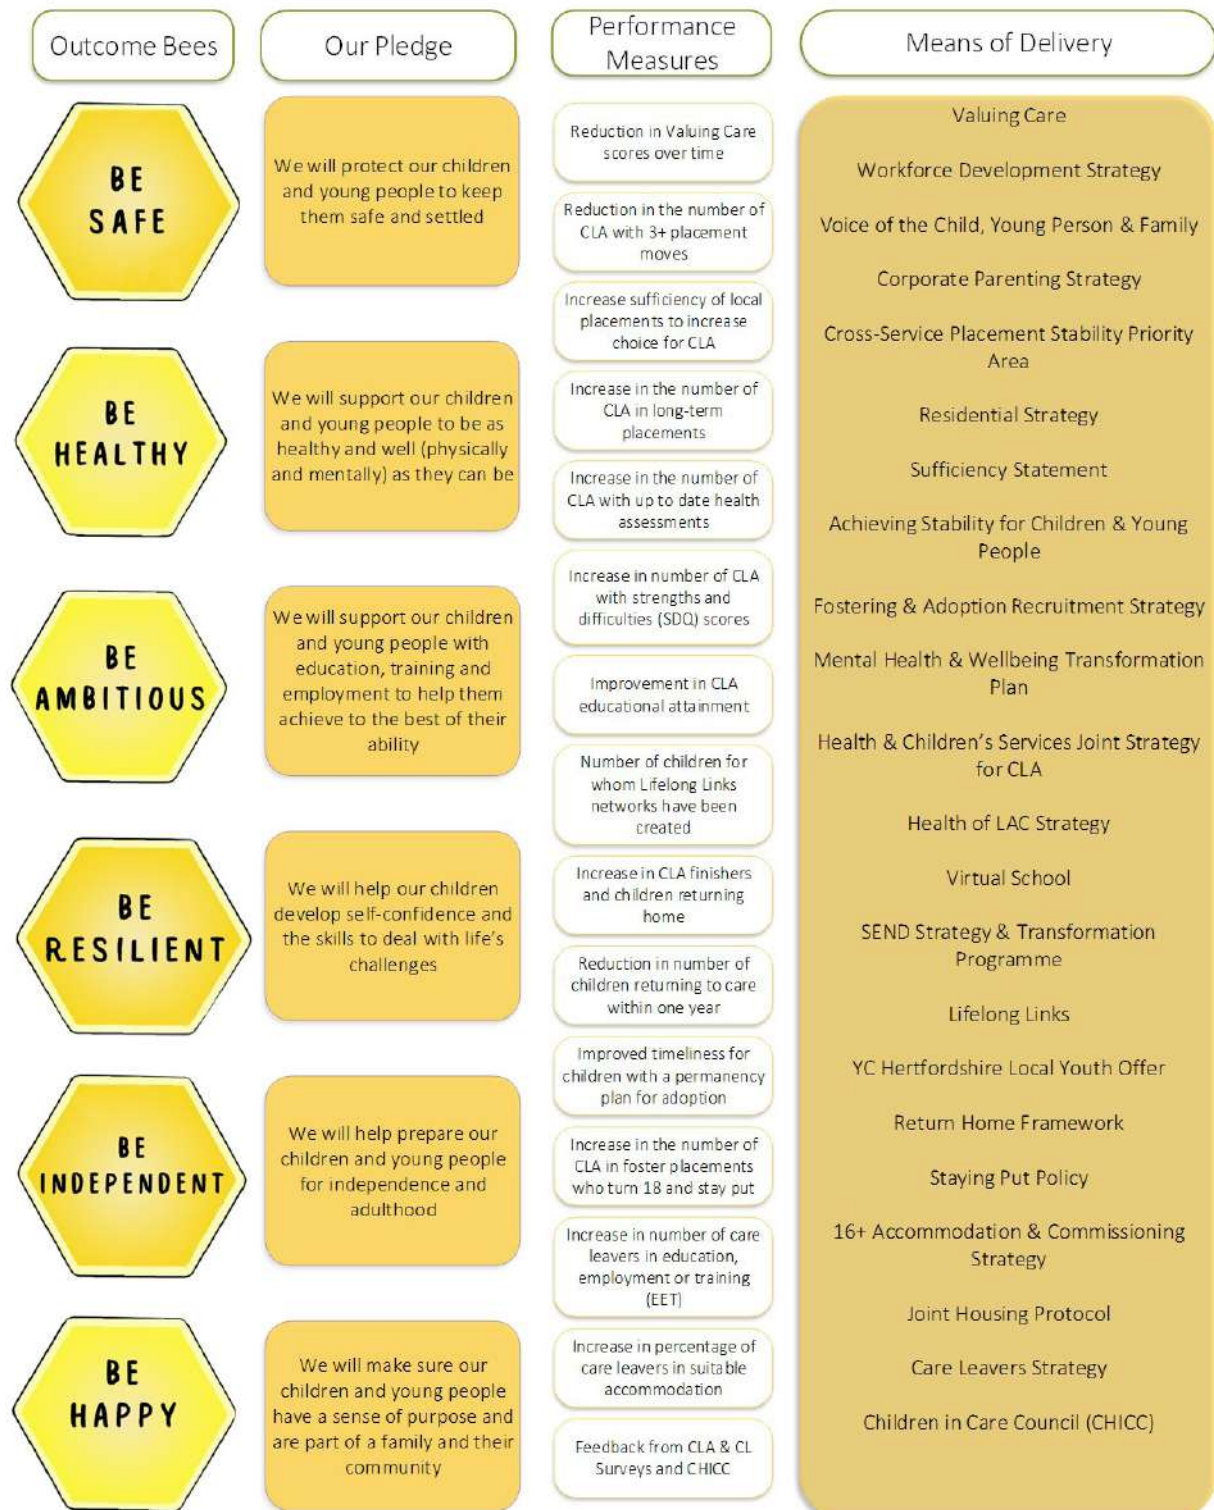 Outcome Bees
Our Pledge
Performance
Measures
Means of Delivery
BE
SAFE
BE
HEALTHY
BE
AMBITIOUS
BE
RESILIENT
BE
INDEPENDENT
BE
HAPPY
We will protect our children
and young people to keep
them safe and settled
We will support our children
and young people to be as
healthy and well (physically
and mentally) as they can be
We will support our children
and young people with
education, training and
employment to help them
achieve to the best of their
ability
We will help our children
develop self-confidence and
the skills to deal with life's
challenges
We will help prepare our
children and young people
for independence and
adulthood
We will make sure our
children and young people
have a sense of purpose and
are part of a family and their
community
Reduction in Valuing Care
scores over time
Reduction in the number of
CLA with 3+ placement
moves
Increase sufficiency of local
placements to increase
choice for CLA
Increase in the number of
CLA in long-term
placements
Increase in the number of
CLA with up to date health
assessments
Increase in number of CLA
with strengths and
difficulties (SDQ) scores
Improvement in CLA
educational attainment
Number of children for
whom Lifelong Links
networks have been
created
Increase in CLA finishers
and children returning
home
Reduction in number of
children returning to care
within one year
Improved timeliness for
children with a permanency
plan for adoption
Increase in the number of
CLA in foster placements
who turn 18 and stay put
Increase in number of care
leavers in education,
employment or training
(EET)
Increase in percentage of
care leavers in suitable
accommodation
Feedback from CLA & CL
Surveys and CHICC
Valuing Care
Workforce Development Strategy
Voice of the Child, Young Person & Family
Corporate Parenting Strategy
Cross-Service Placement Stability Priority
Area
Residential Strategy
Sufficiency Statement
Achieving Stability for Children & Young
People
Fostering & Adoption Recruitment Strategy
Mental Health & Wellbeing Transformation
Plan
Health & Children's Services Joint Strategy
for CLA
Health of LAC Strategy
Virtual School
SEND Strategy & Transformation
Programme
Lifelong Links
YC Hertfordshire Local Youth Offer
Return Home Framework
Staying Put Policy
16+ Accommodation & Commissioning
Strategy
Joint Housing Protocol
Care Leavers Strategy
Children in Care Council (CHICC)